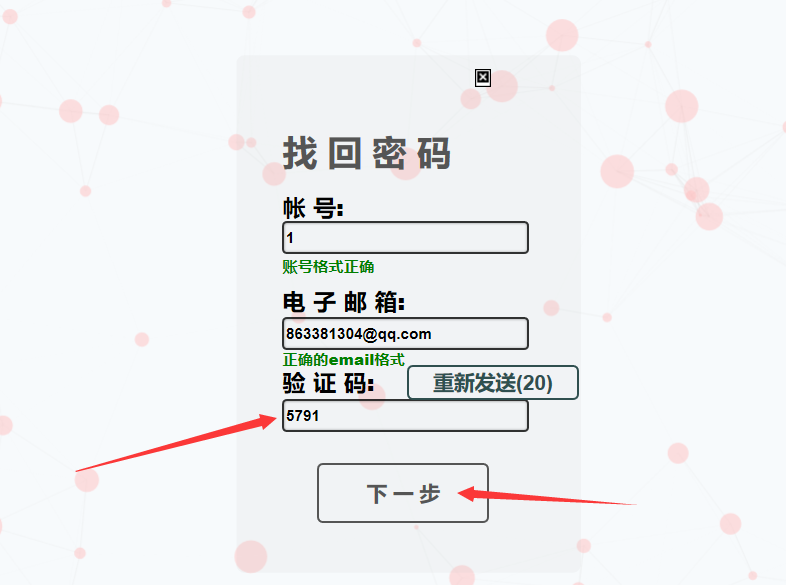 找回密码
帐 号:
1
账号格式正确
电 子 邮 箱:
863381304@qq.com
正确的email格式
验 证 码:
重新发送(20)
5791
下一步